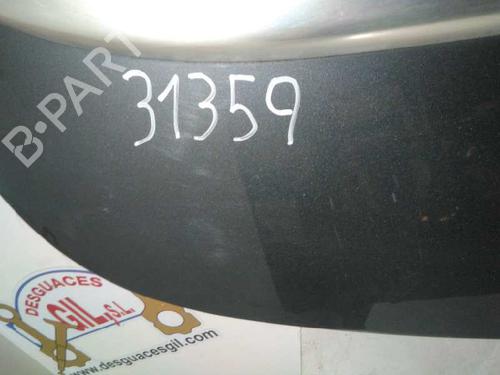 B-PART
31359
DESGUACES
GIL, S.L.
www.desguacesgil.com